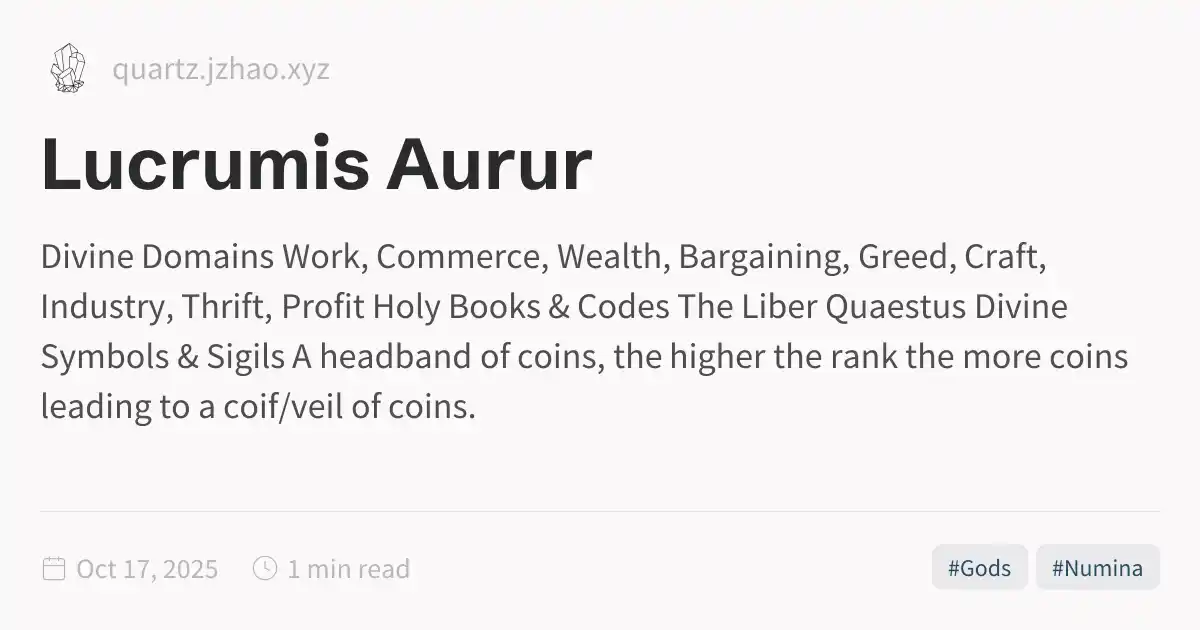 quartz.jzhao.xyz
Lucrumis Aurur
Divine Domains Work, Commerce, Wealth, Bargaining, Greed, Craft,
Industry, Thrift, Profit Holy Books & Codes The Liber Quaestus Divine
Symbols & Sigils A headband of coins, the higher the rank the more coins
leading to a coif/veil of coins.
Oct 17, 2025 1 min read #Gods #Numina